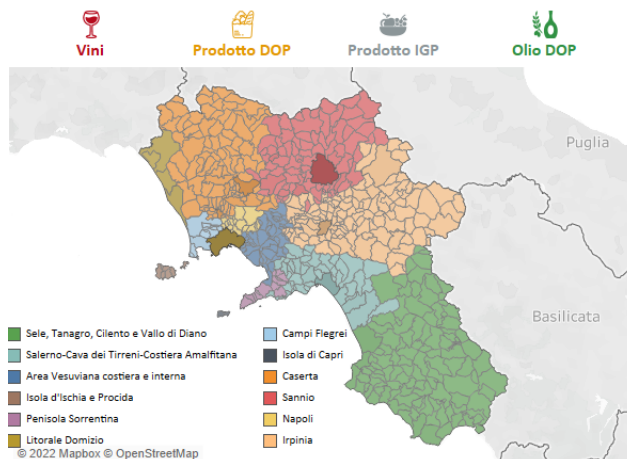 Vini Prodotto DOP Prodotto IGP Olio DOP
Puglia
Basilicata
Sele, Tanagro, Cilento e Vallo di Diano
Salerno-Cava dei Tirreni-Costiera Amalfitana
Area Vesuviana costiera e interna
Isola d'Ischia e Procida
Penisola Sorrentina
Litorale Domizio
Campi Flegrei
Isola di Capri
Caserta
Sannio
Napoli
Irpinia
© 2022 Mapbox © OpenStreetMap